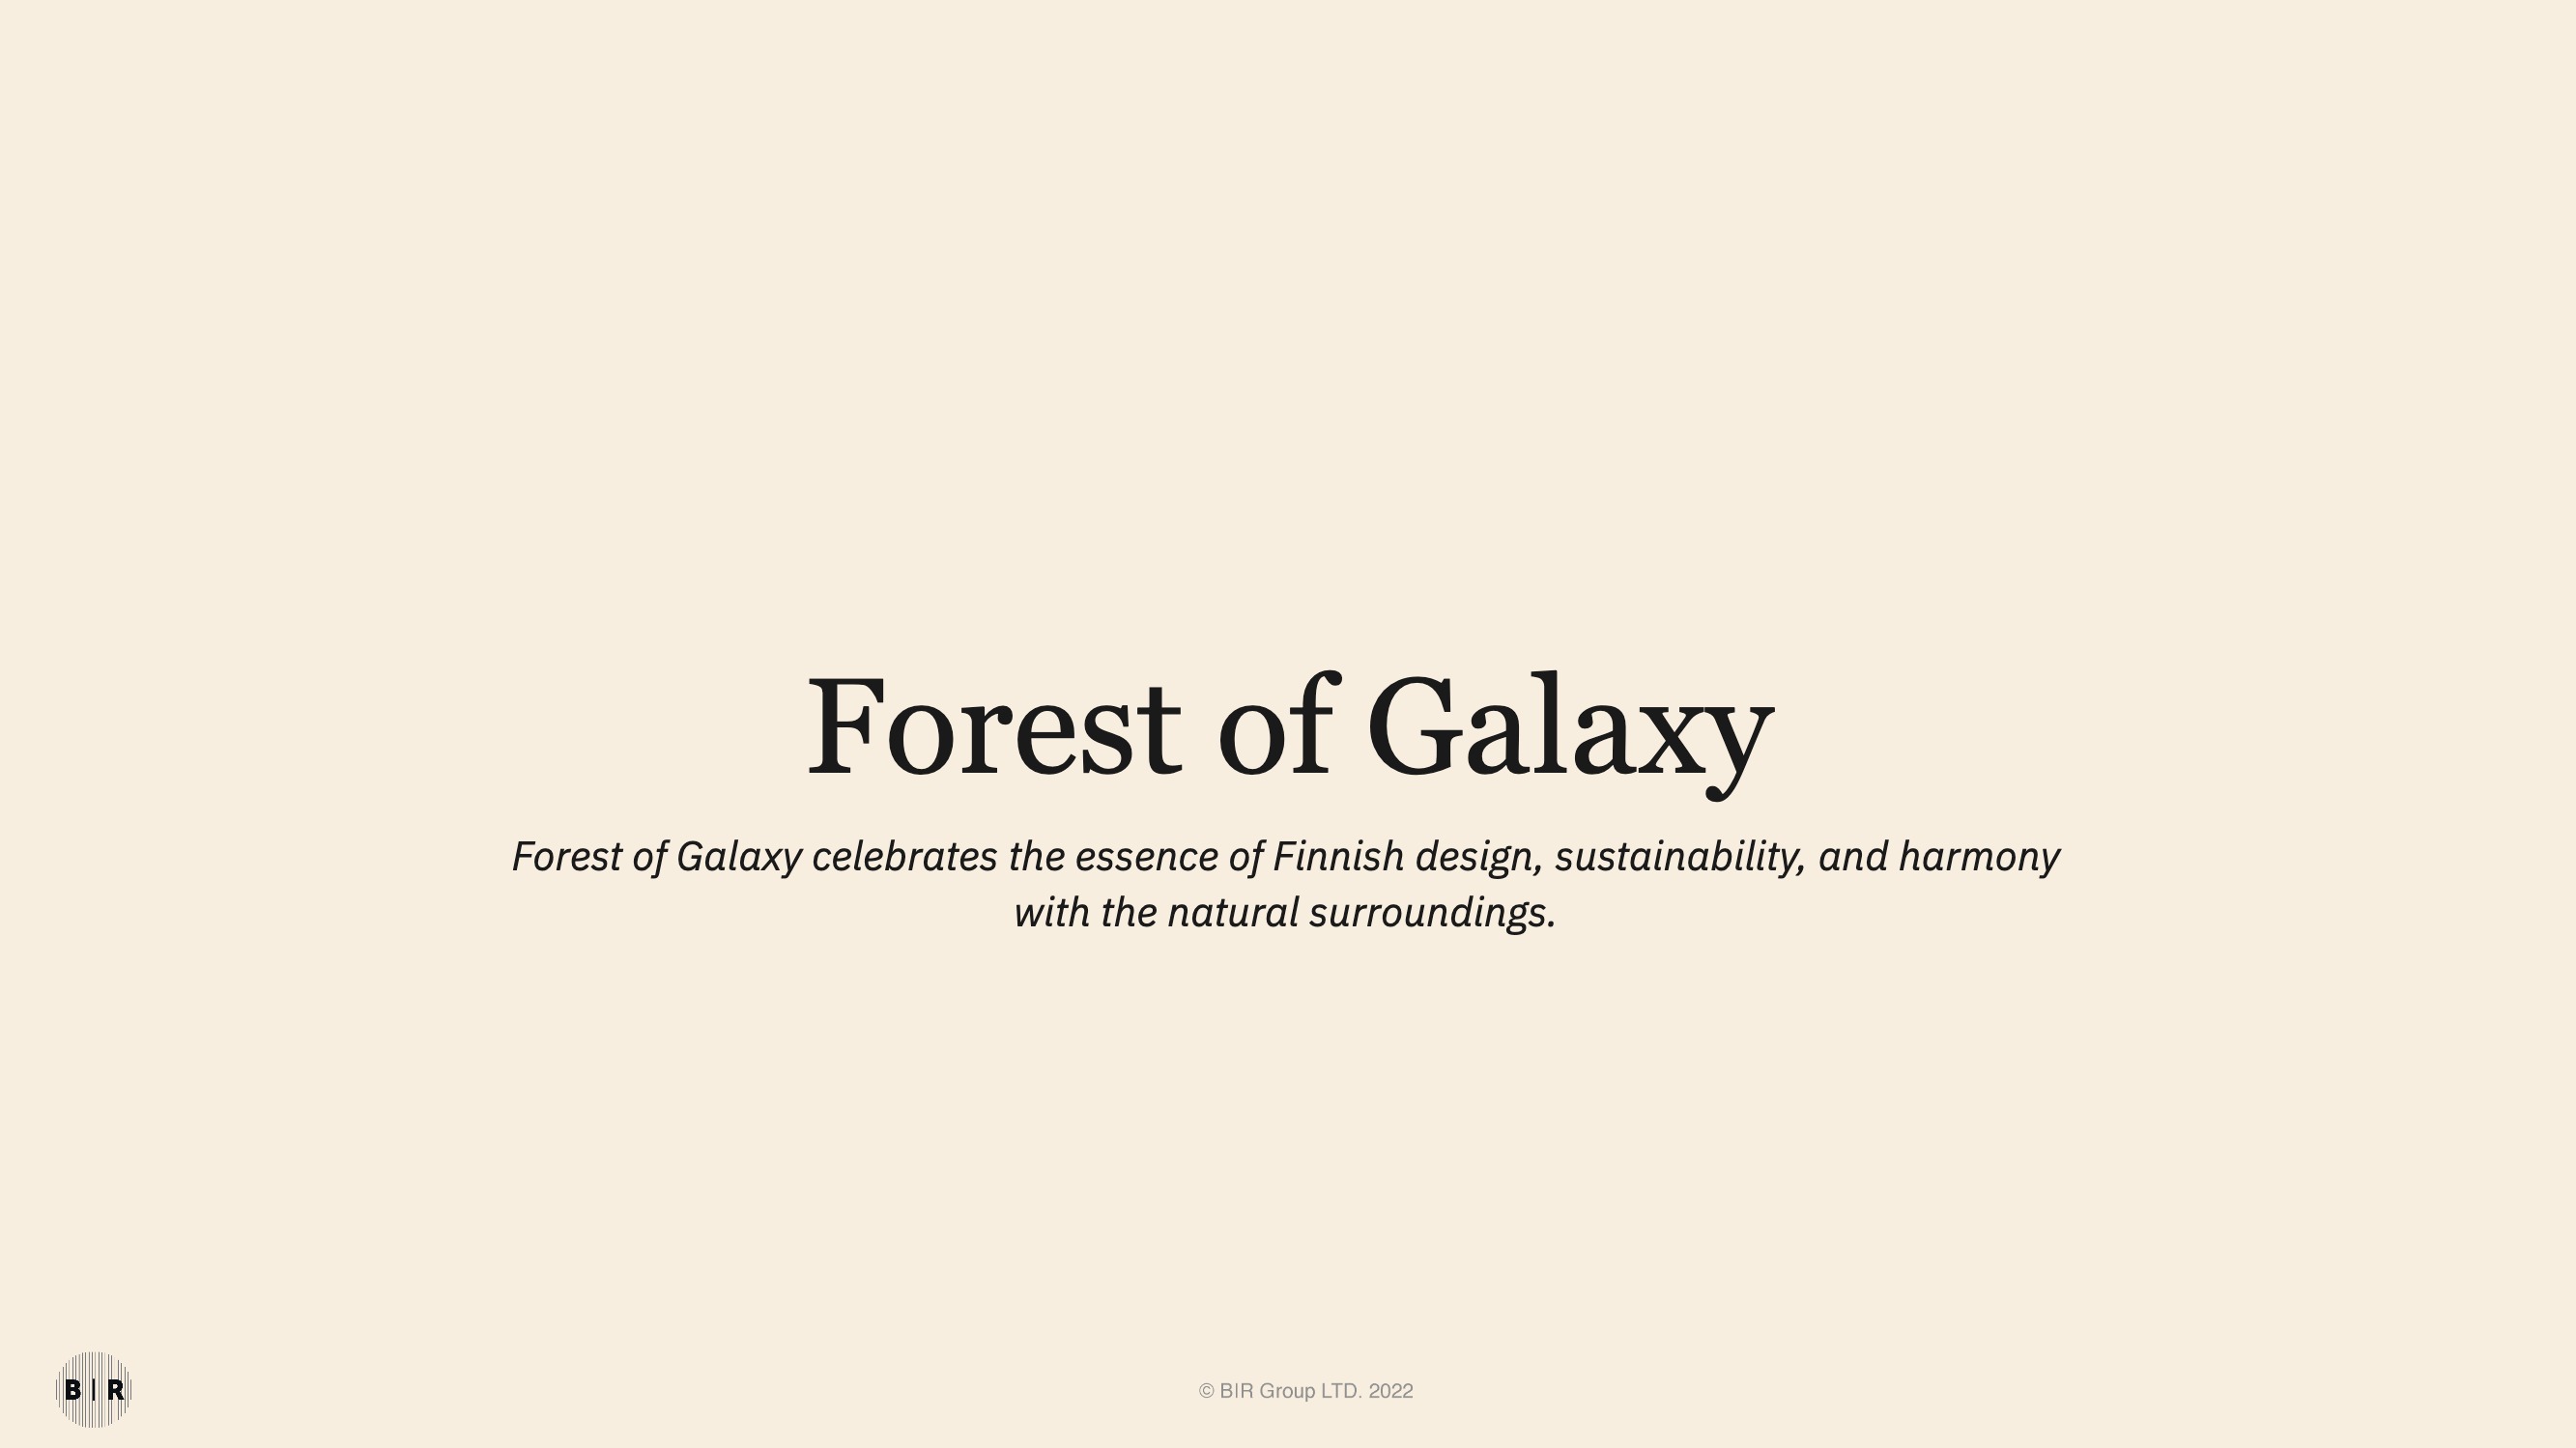 Forest of Galaxy
Forest of Galaxy celebrates the essence of Finnish design, sustainability, and harmony
with the natural surroundings.
B I R
© BIR Group LTD. 2022